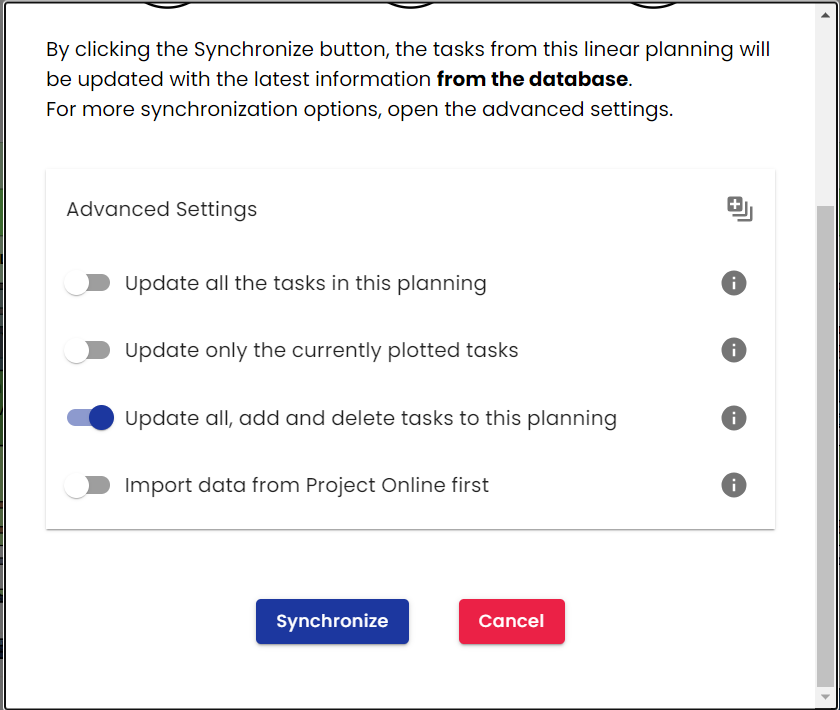 By clicking the Synchronize button, the tasks from this linear planning will
be updated with the latest information from the database.
For more synchronization options, open the advanced settings.
Advanced Settings
Update all the tasks in this planning
Update only the currently plotted tasks
Update all, add and delete tasks to this planning
Import data from Project Online first
Synchronize
Cancel